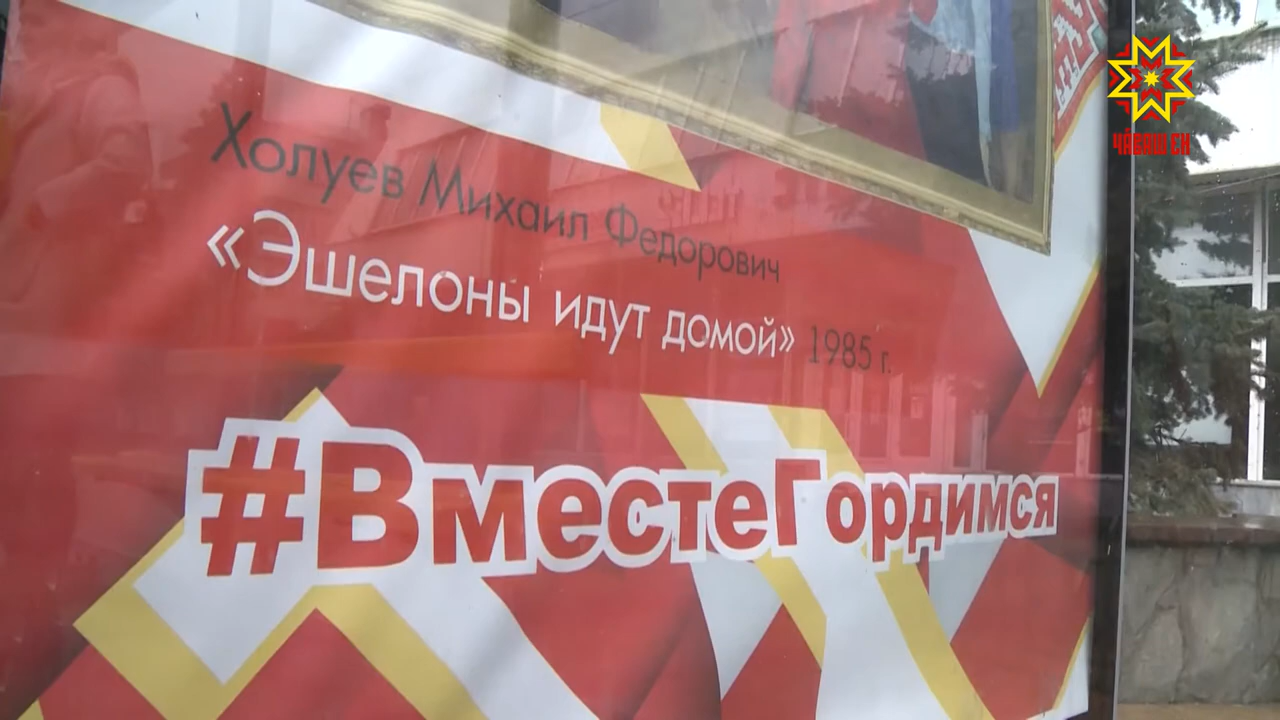 ЧӐВАШ ЕН
Холуев Михаил Федорович
«Эшелоны идут домой» 1985 г.
#ВместеГордимся